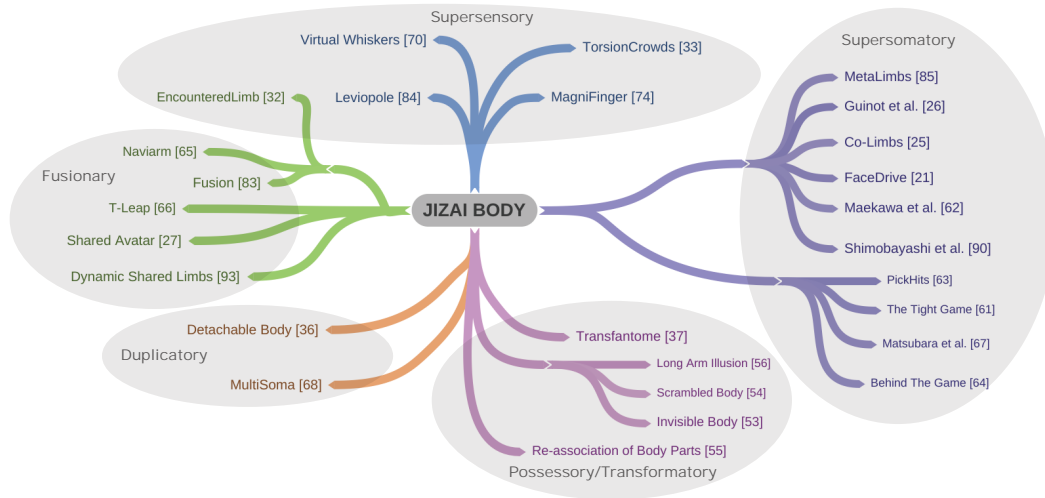 Supersensory
Virtual Whiskers [70]
TorsionCrowds [33]
Leviopole [84]
MagniFinger [74]
EncounteredLimb [32]
Naviarm [65]
Fusionary
Fusion [83]
T-Leap [66]
Shared Avatar [27]
Dynamic Shared Limbs [93]
JIZAI BODY
Supersomatory
MetaLimbs [85]
Guinot et al. [26]
Co-Limbs [25]
FaceDrive [21]
Maekawa et al. [62]
Shimobayashi et al. [90]
PickHits [63]
The Tight Game [61]
Matsubara et al. [67]
Behind The Game [64]
Detachable Body [36]
Duplicatory
MultiSoma [68]
Transfantome [37]
Long Arm Illusion [56]
Scrambled Body [54]
Invisible Body [53]
Re-association of Body Parts [55]
Possessory/Transformatory